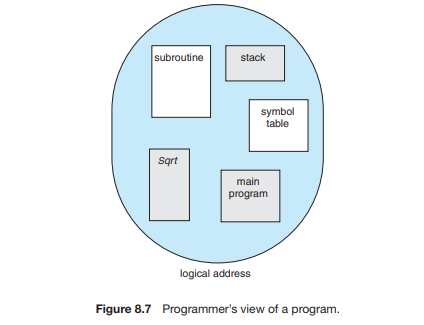 subroutine
stack
symbol
table
Sqrt
main
program
logical address
Figure 8.7 Programmer's view of a program.